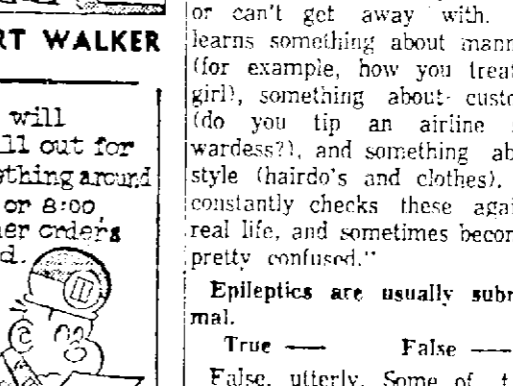 RT WALKER
will
ll out for
ething around
or 8:00,
er orders
d.
or can't get away with.
learns something about mann
(for example, how you treat
girl), something about- custo
(do you tip an airline s
wardess?), and something ab
style (hairdo's and clothes).
constantly checks these agai
real life, and sometimes becom
pretty confused."
Epileptics are usually subn
mal.
True — False —
False, utterly. Some of t